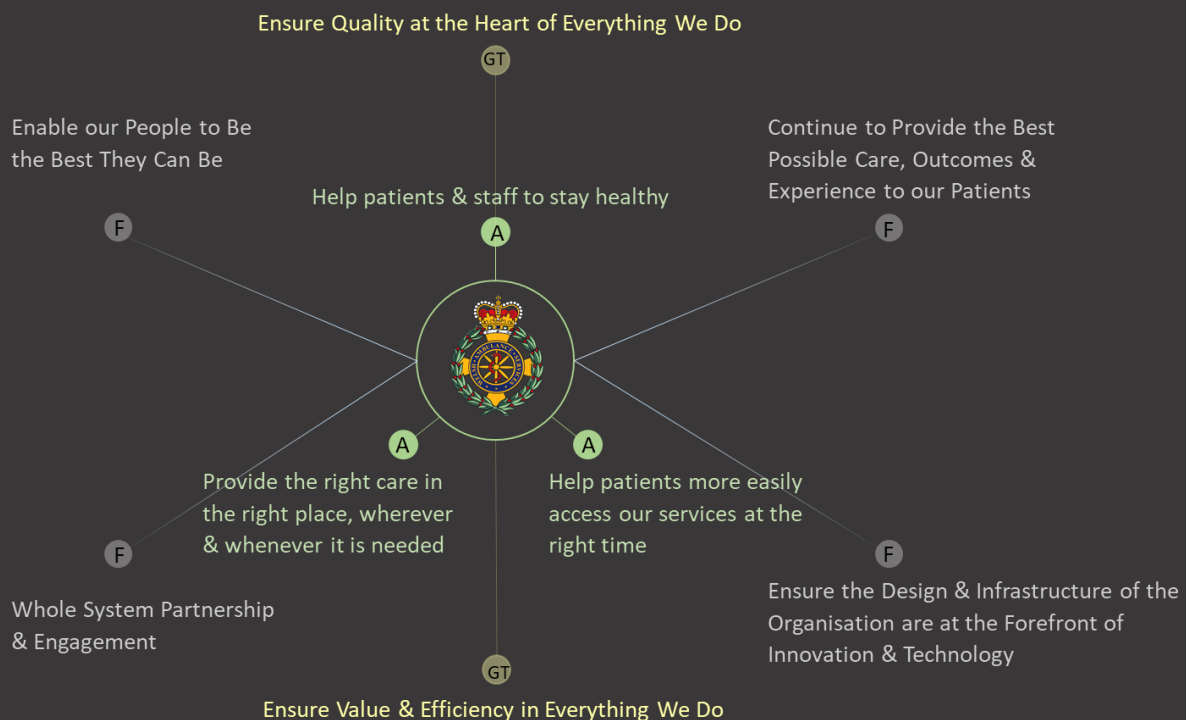 Ensure Quality at the Heart of Everything We Do
GT
Enable our People to Be
the Best They Can Be
F
Continue to Provide the Best
Possible Care, Outcomes &
Experience to our Patients
F
Help patients & staff to stay healthy
A
WELSH AMBULANCE SERVICES
A
Provide the right care in
the right place, wherever
& whenever it is needed
A
Help patients more easily
access our services at the
right time
F
Whole System Partnership
& Engagement
F
Ensure the Design & Infrastructure of the
Organisation are at the Forefront of
Innovation & Technology
GT
Ensure Value & Efficiency in Everything We Do